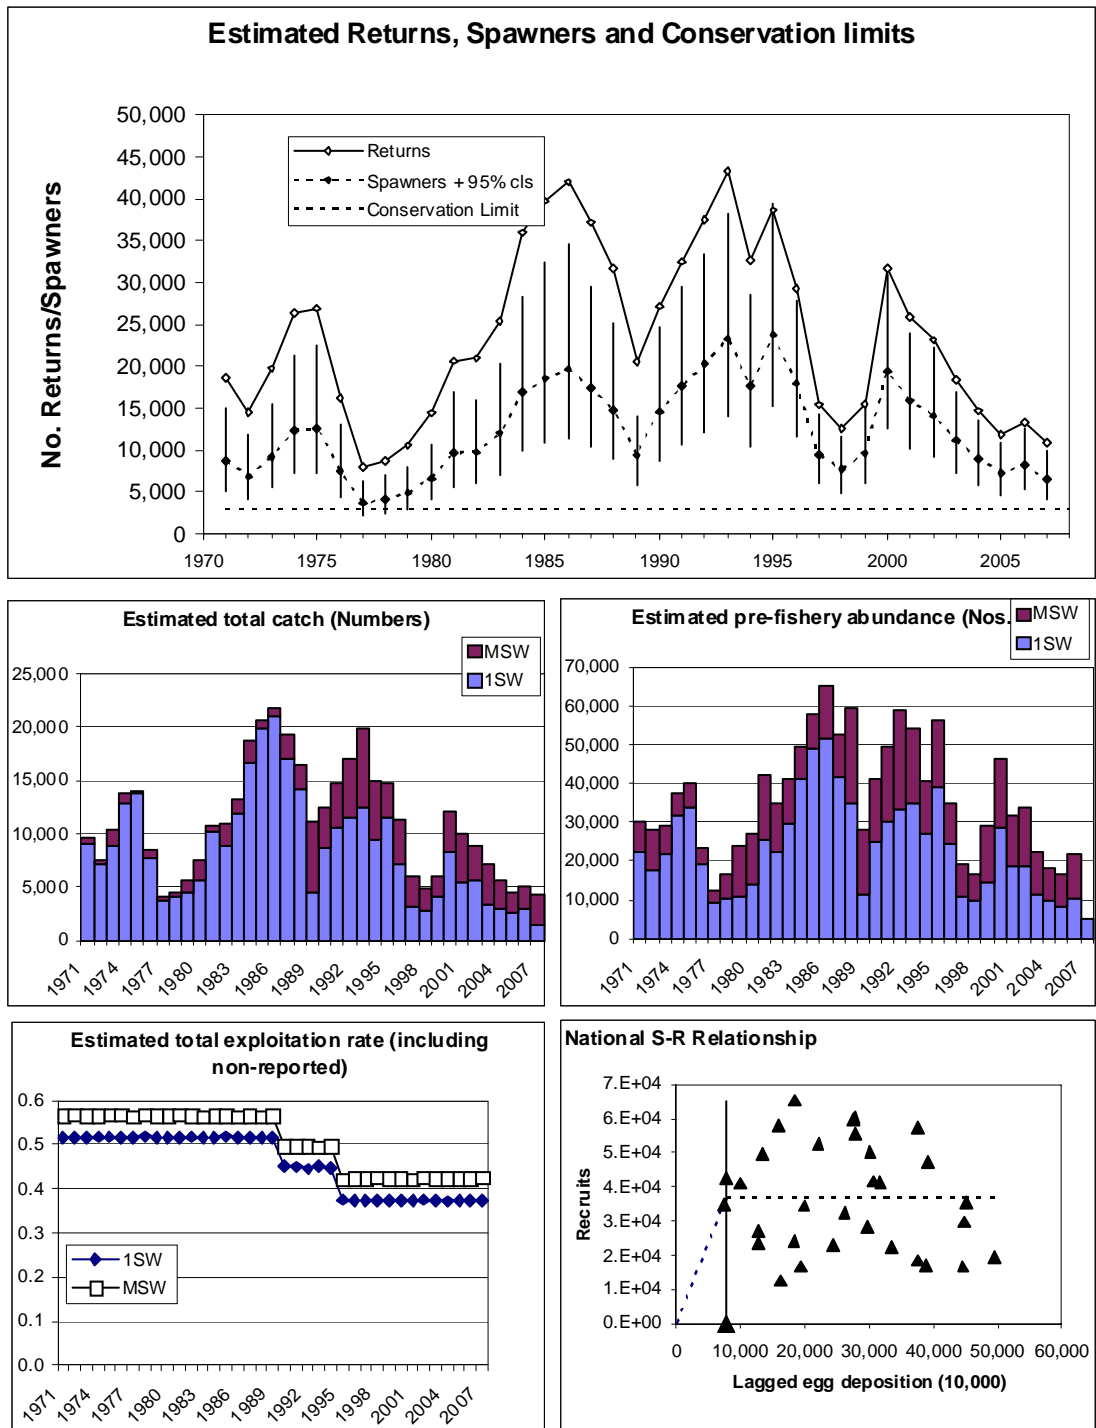 Estimated Returns, Spawners and Conservation limits
No. Returns/Spawners
50,000
45,000
40,000
35,000
30,000
25,000
20,000
15,000
10,000
5,000
0
Returns
Spawners + 95% cls
Conservation Limit
1970 1975 1980 1985 1990 1995 2000 2005
Estimated total catch (Numbers)
MSW
1SW
25,000
20,000
15,000
10,000
5,000
0
1971 1974 1977 1980 1983 1986 1989 1992 1995 1998 2001 2004 2007
Estimated pre-fishery abundance (Nos.
MSW
1SW
70,000
60,000
50,000
40,000
30,000
20,000
10,000
0
1971 1974 1977 1980 1983 1986 1989 1992 1995 1998 2001 2004 2007
Estimated total exploitation rate (including
non-reported)
0.6
0.5
0.4
0.3
0.2
0.1
0.0
1SW
MSW
1971 1974 1977 1980 1983 1986 1989 1992 1995 1998 2001 2004 2007
National S-R Relationship
Recruits
7.E+04
6.E+04
5.E+04
4.E+04
3.E+04
2.E+04
1.E+04
0.E+00
0 10,000 20,000 30,000 40,000 50,000 60,000
Lagged egg deposition (10,000)